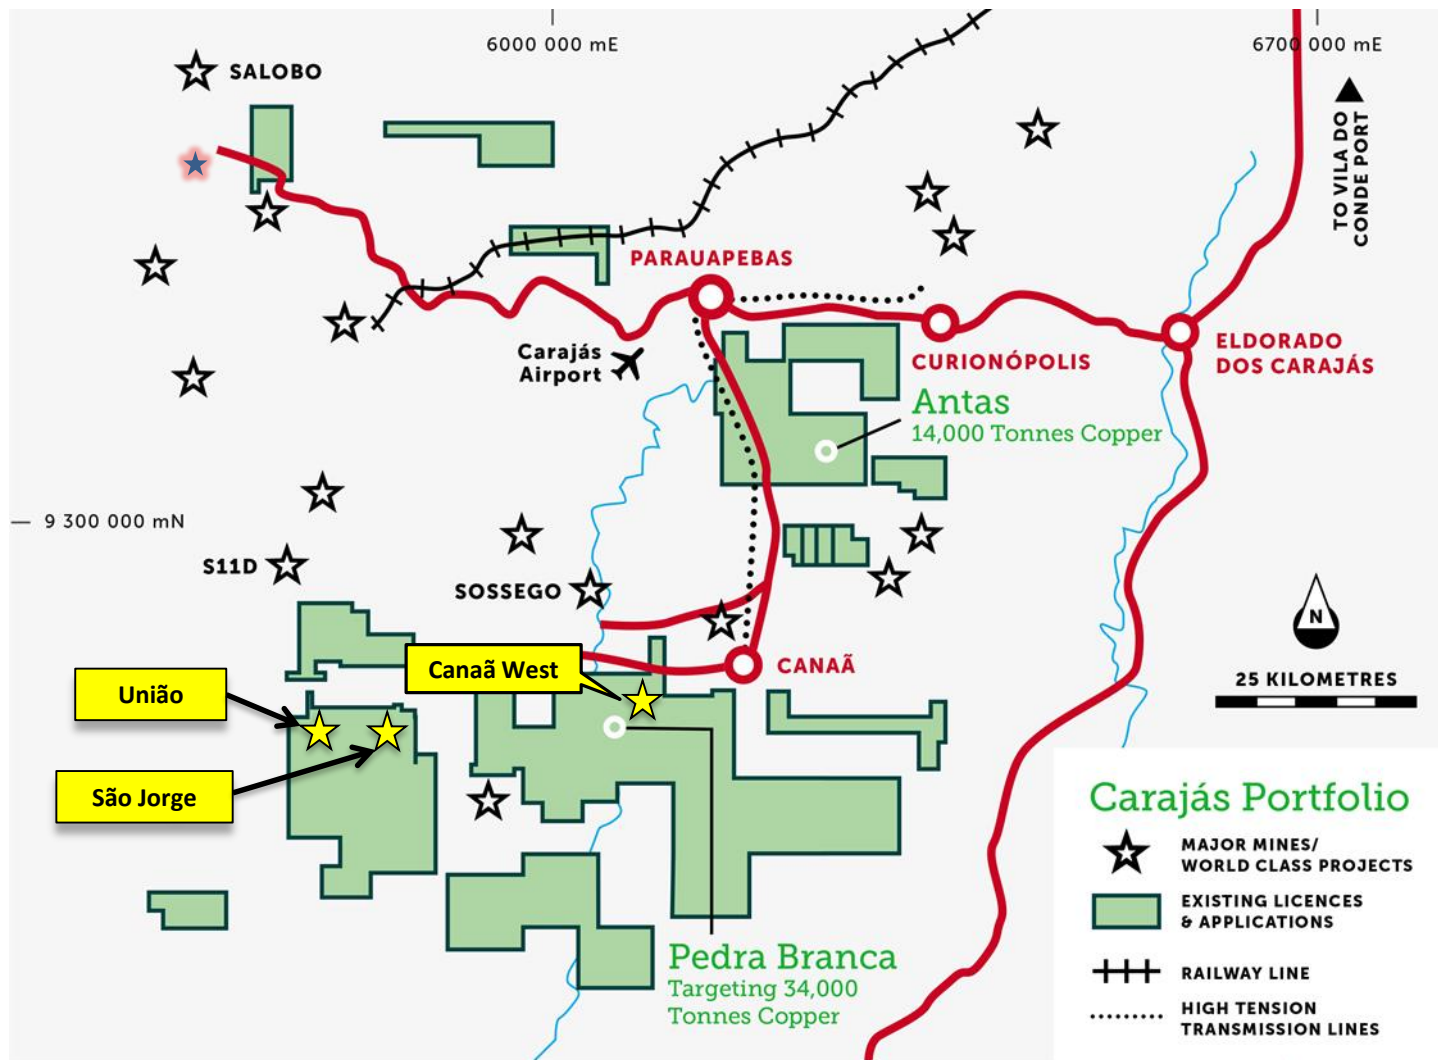 6000 000 mE
6700 000 mE
SALOBO
TO VILA DO
CONDE PORT
PARAUAPEBAS
Carajás
Airport
CURIONÓPOLIS
ELDORADO
DOS CARAJÁS
Antas
14,000 Tonnes Copper
9 300 000 mN
S11D
SOSSEGO
N
Canaã West
CANAÃ
25 KILOMETRES
União
São Jorge
Carajás Portfolio
MAJOR MINES/
WORLD CLASS PROJECTS
EXISTING LICENCES
& APPLICATIONS
Pedra Branca
Targeting 34,000
Tonnes Copper
RAILWAY LINE
HIGH TENSION
TRANSMISSION LINES